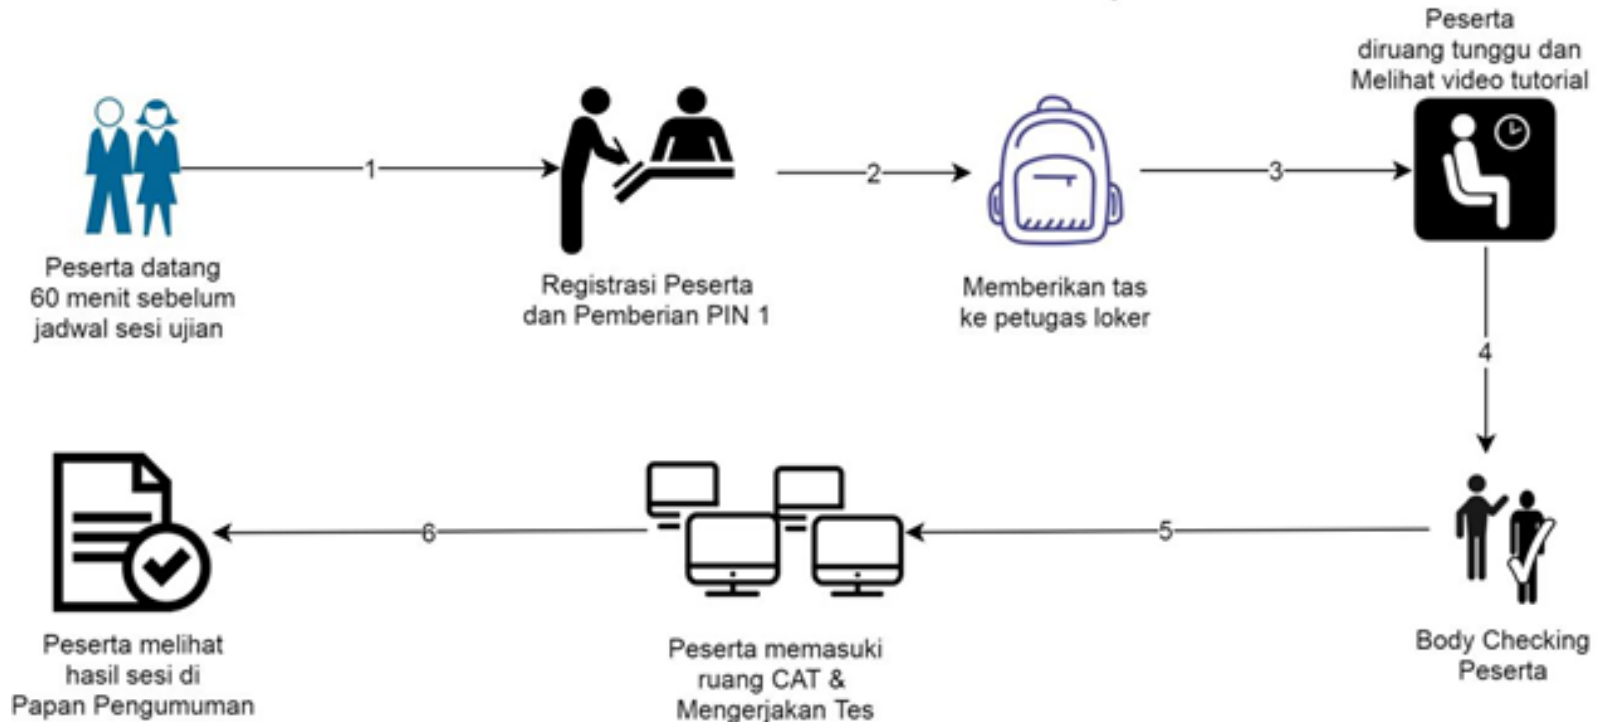 Peserta datang
60 menit sebelum
jadwal sesi ujian
1
Registrasi Peserta
dan Pemberian PIN 1
2
Memberikan tas
ke petugas loker
3
Peserta
diruang tunggu dan
Melihat video tutorial
4
Body Checking
Peserta
5
Peserta memasuki
ruang CAT &
Mengerjakan Tes
6
Peserta melihat
hasil sesi di
Papan Pengumuman